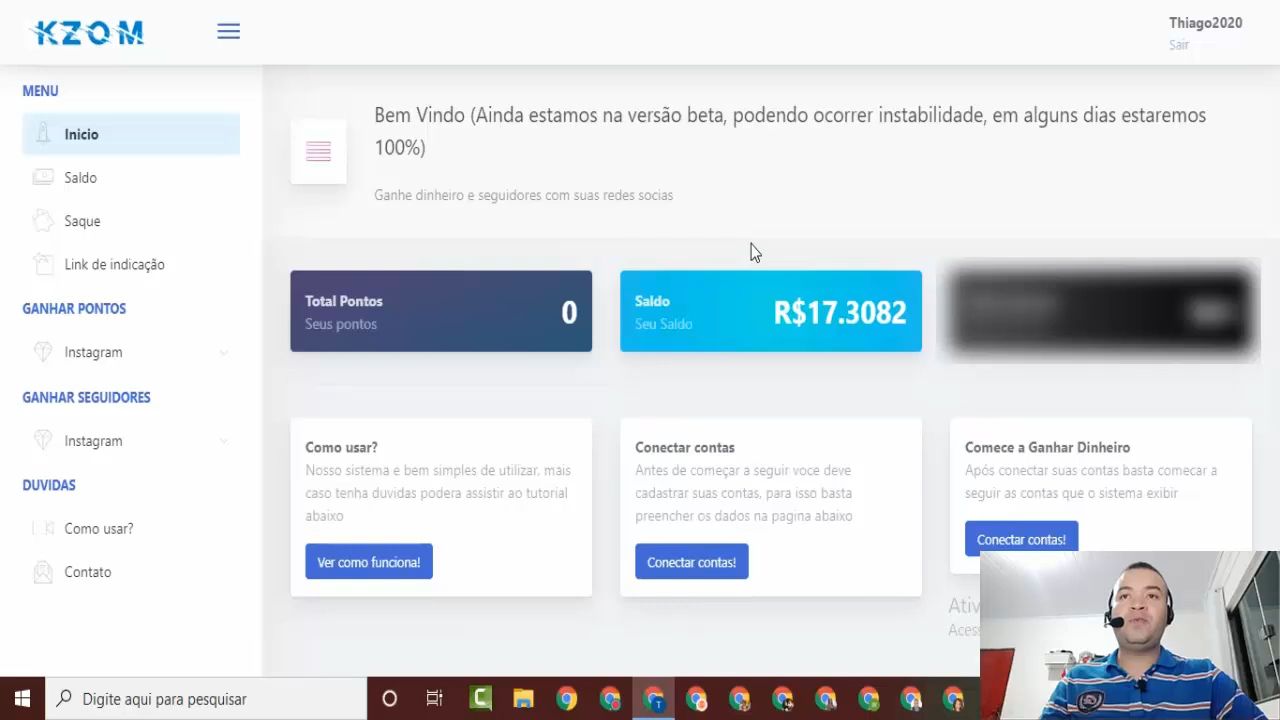 KZOM
Thiago2020
Sair
MENU
Inicio
Saldo
Saque
Link de indicação
GANHAR PONTOS
Instagram
GANHAR SEGUIDORES
Instagram
DUVIDAS
Como usar?
Contato
Bem Vindo (Ainda estamos na versão beta, podendo ocorrer instabilidade, em alguns dias estaremos
100%)
Ganhe dinheiro e seguidores com suas redes socias
Total Pontos
Seus pontos
0
Saldo
Seu Saldo
R$17.3082
Como usar?
Nosso sistema e bem simples de utilizar, mais
caso tenha duvidas podera assistir ao tutorial
abaixo
Ver como funciona!
Conectar contas
Antes de começar a seguir voce deve
cadastrar suas contas, para isso basta
preencher os dados na pagina abaixo
Conectar contas!
Comece a Ganhar Dinheiro
Após conectar suas contas basta comecar a
seguir as contas que o sistema exibir
Conectar contas!
Digite aqui para pesquisar